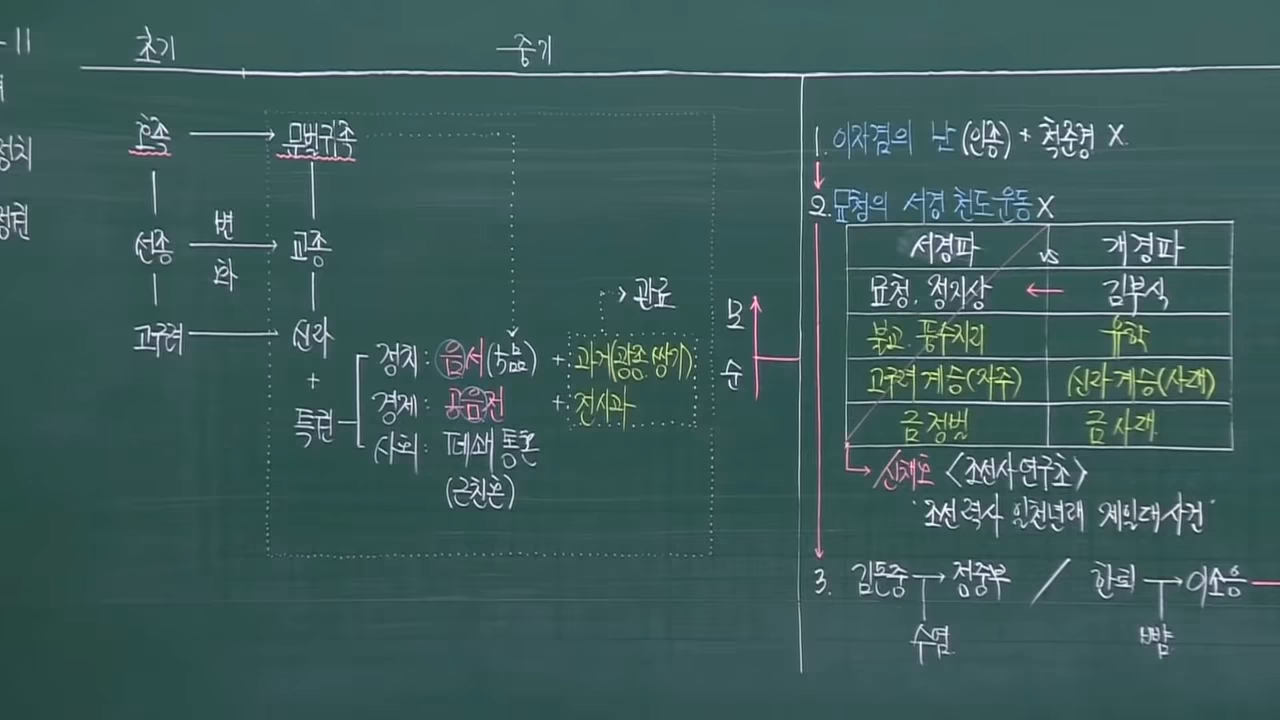 초기
중기
정치
호족 → 문벌귀족
선종 변화 → 교종
고구려 → 신라
+
특권
정치: 음서(5품) + 과거(광종, 쌍기) → 관료
경제: 공음전 + 전시과
사회: 폐쇄 통혼
(근친혼)
모순
1. 이자겸의 난 (인종) + 척준경 X
2. 묘청의 서경 천도 운동 X
서경파 vs 개경파
묘청, 정지상 ← 김부식
불교 풍수지리 유학
고구려 계승(자주) 신라 계승(사대)
금 정벌 금 사대
신채호 <조선사연구초>
"조선력사 일천년래 제일대사건"
3. 김돈중 → 정중부 / 한뢰 → 이소응
수염 뺨